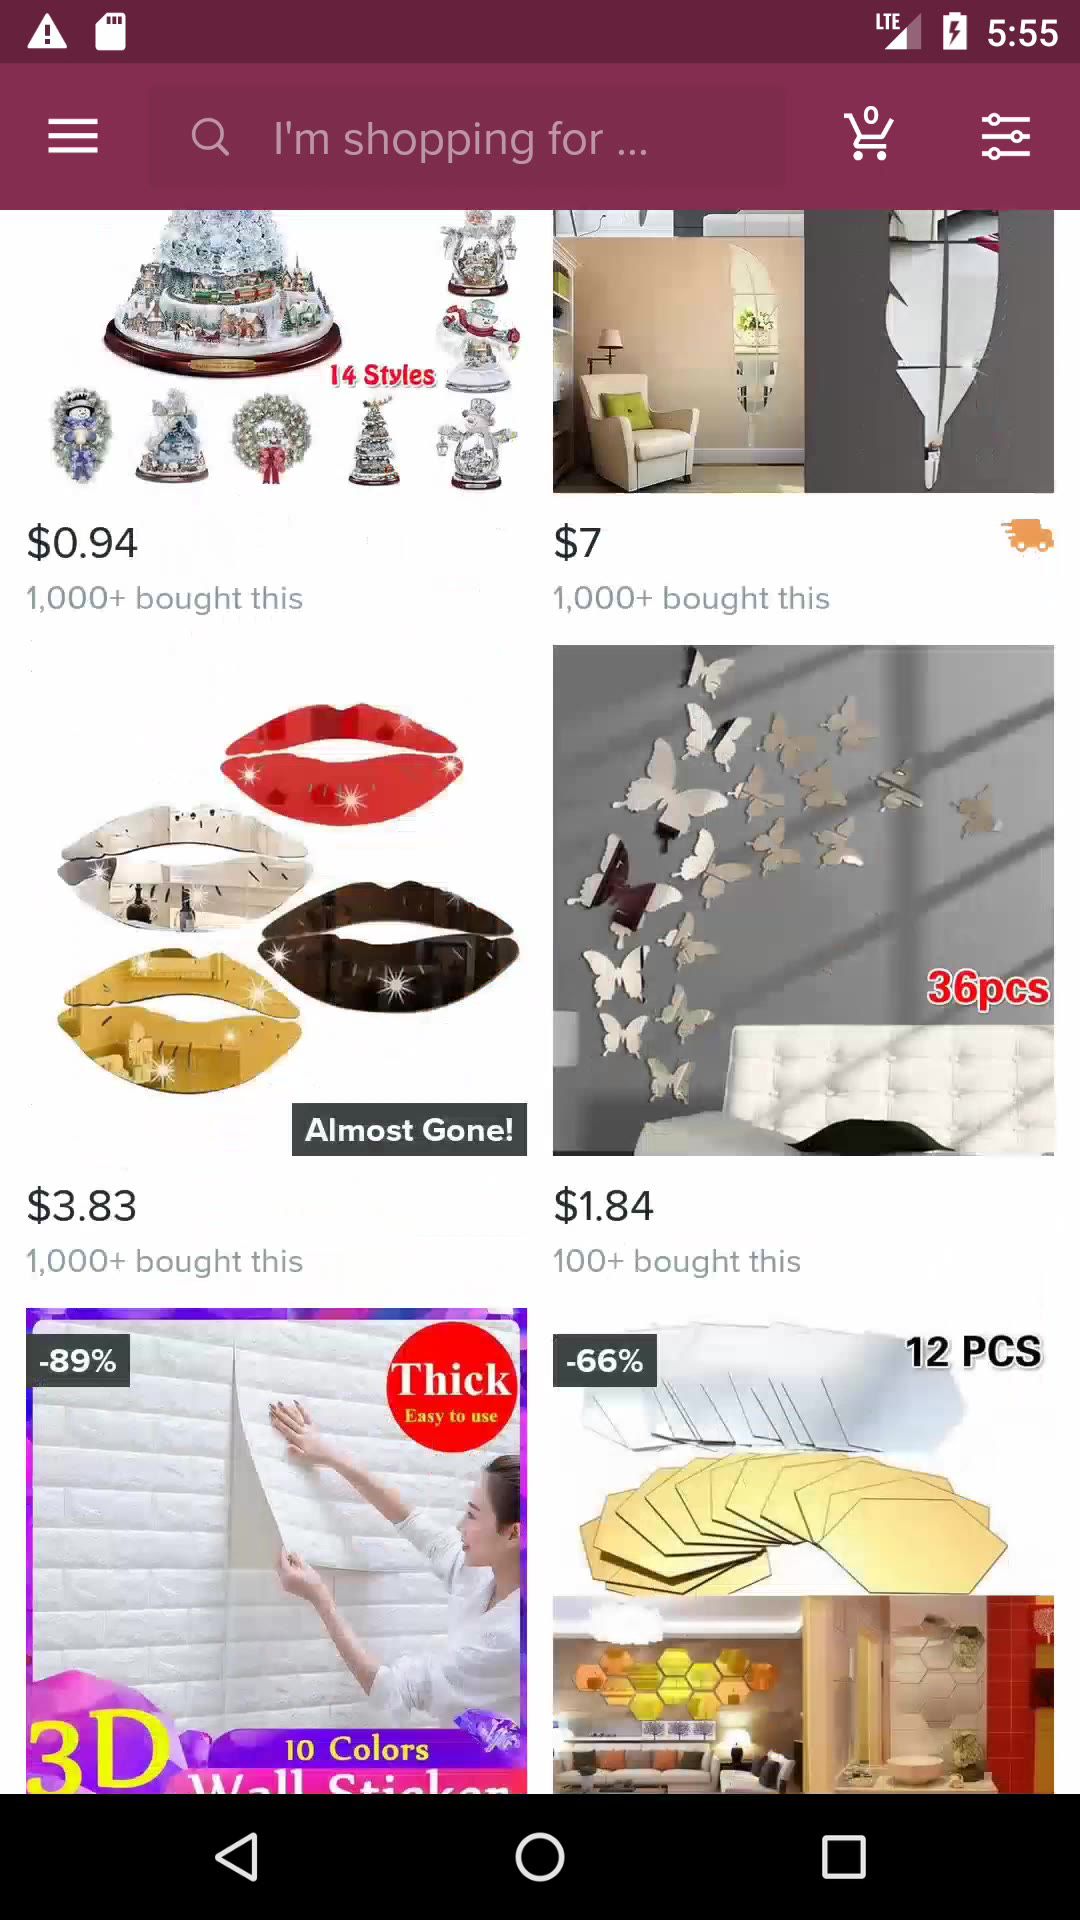 LTE 5:55
I'm shopping for ...
0
14 Styles
$0.94
1,000+ bought this
$7
1,000+ bought this
36pcs
Almost Gone!
$3.83
1,000+ bought this
$1.84
100+ bought this
-89%
Thick
Easy to use
3D
10 Colors
Wall Sticker
-66%
12 PCS